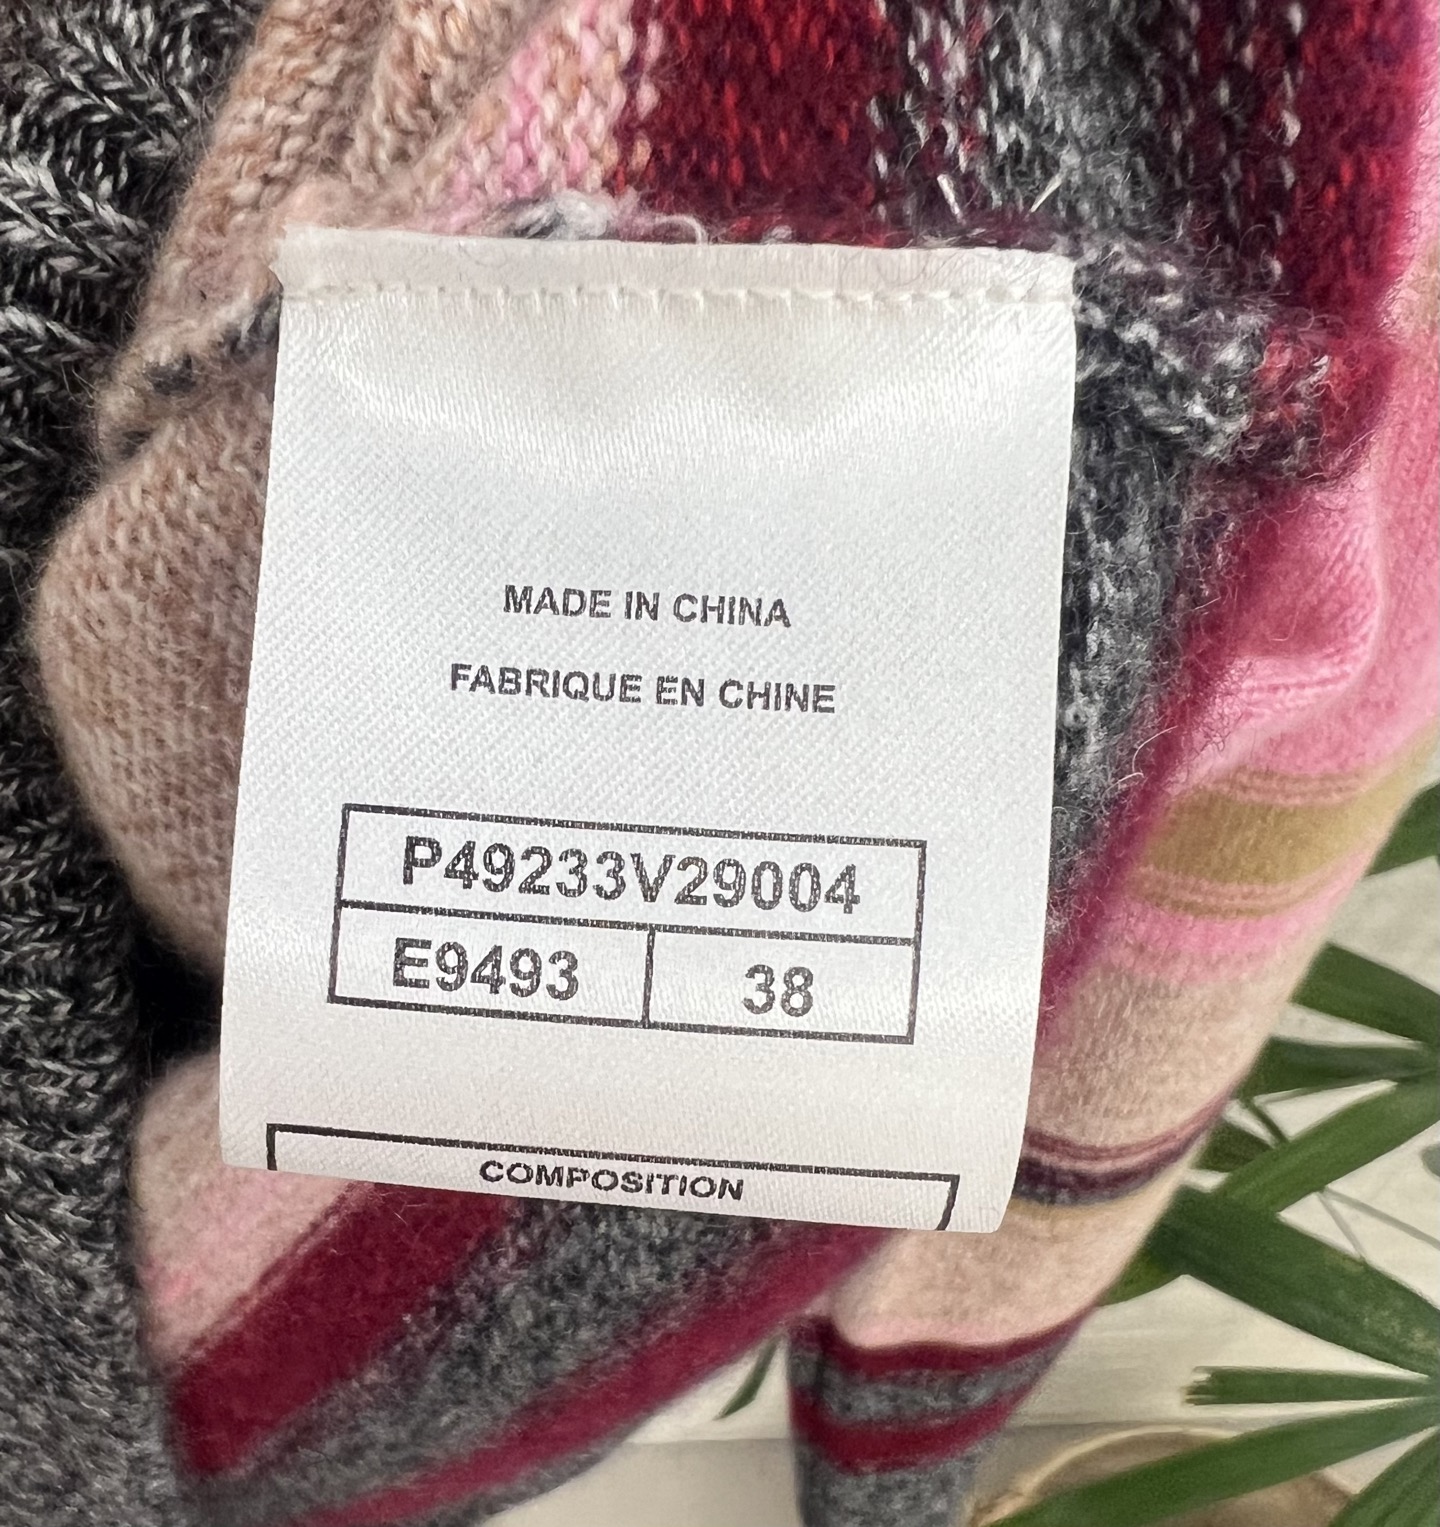 MADE IN CHINA
FABRIQUE EN CHINE
P49233V29004
E9493 38
COMPOSITION